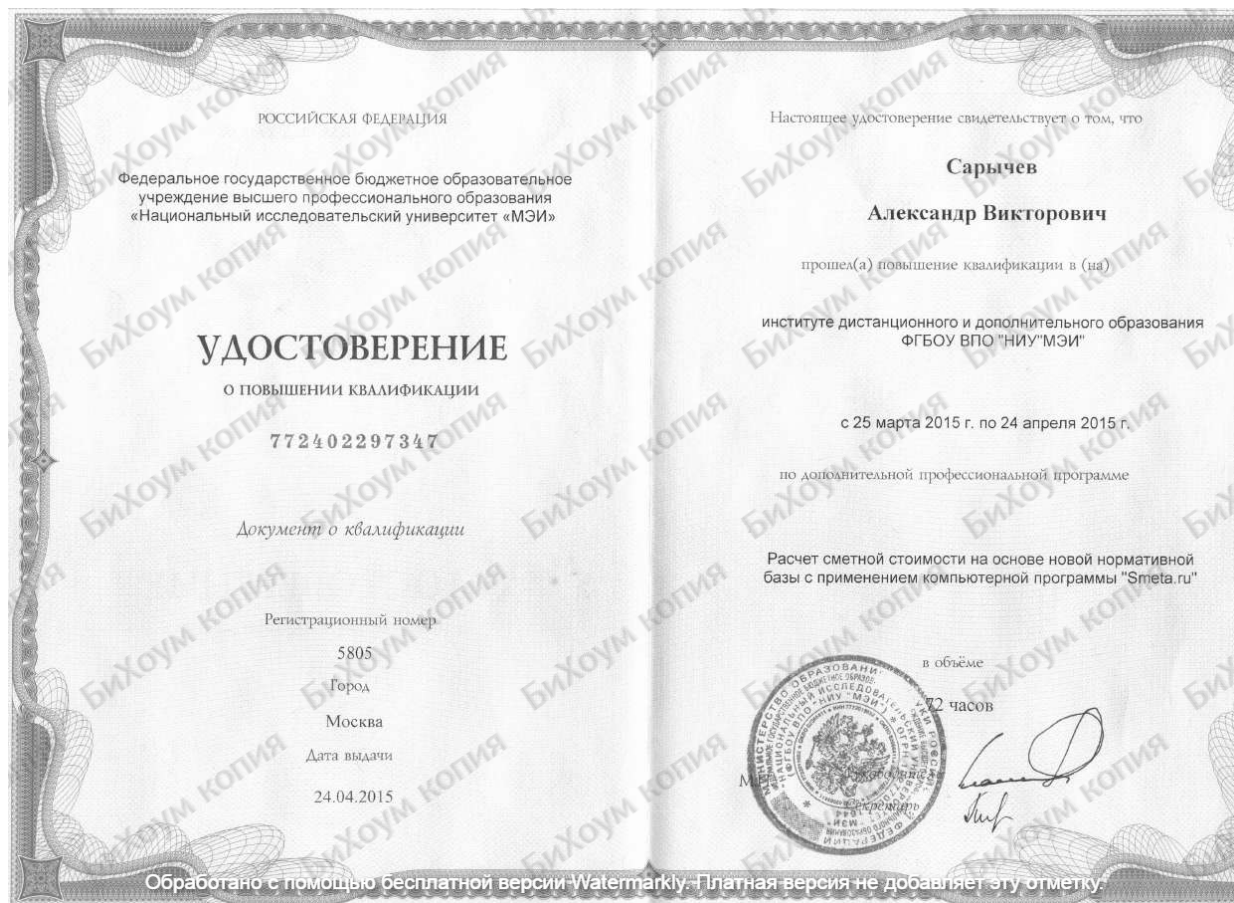 РОССИЙСКАЯ ФЕДЕРАЦИЯ
Федеральное государственное бюджетное образовательное
учреждение высшего профессионального образования
«Национальный исследовательский университет «МЭИ»
УДОСТОВЕРЕНИЕ
О ПОВЫШЕНИИ КВАЛИФИКАЦИИ
772402297347
Документ о квалификации
Регистрационный номер
5805
Город
Москва
Дата выдачи
24.04.2015
Настоящее удостоверение свидетельствует о том, что
Сарычев
Александр Викторович
прошел(а) повышение квалификации в (на)
институте дистанционного и дополнительного образования
ФГБОУ ВПО "НИУ"МЭИ"
с 25 марта 2015 г. по 24 апреля 2015 г.
по дополнительной профессиональной программе
Расчет сметной стоимости на основе новой нормативной
базы с применением компьютерной программы "Smeta.ru"
в объёме
72 часов
БиХоум копия
Обработано с помощью бесплатной версии Watermarkly. Платная версия не добавляет эту отметку.